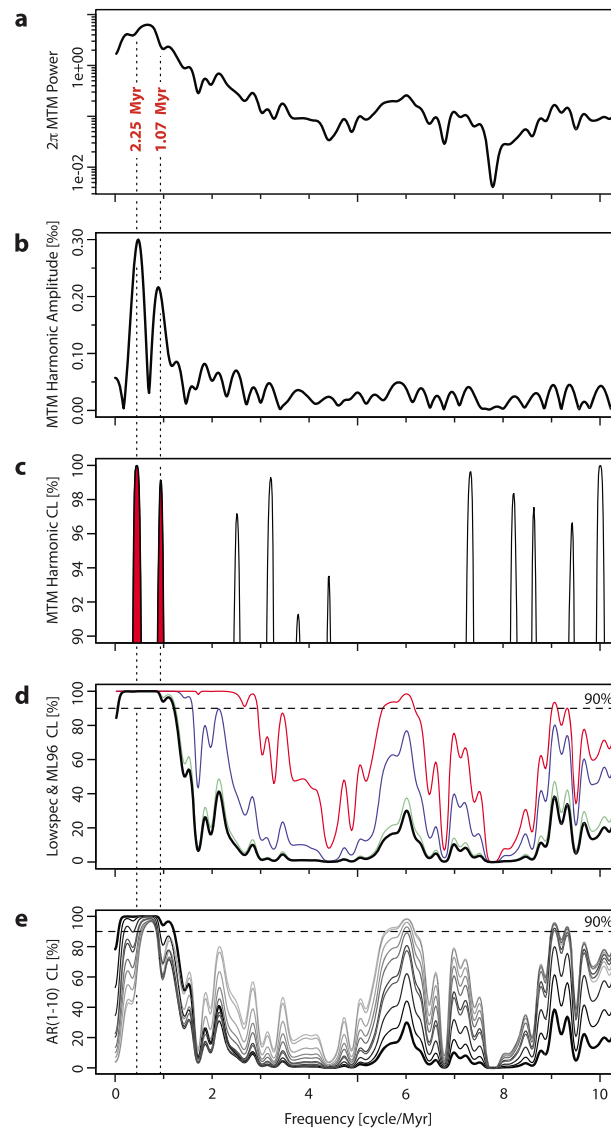 a
2π MTM Power
1e+00
1e-02
2.25 Myr
1.07 Myr
b
MTM Harmonic Amplitude [‰]
0.30
0.20
0.10
0.00
c
MTM Harmonic CL [%]
100
98
96
94
92
90
d
Lowspec & ML96 CL [%]
100
80
60
40
20
0
90%
e
AR(1-10) CL [%]
100
80
60
40
20
0
90%
0 2 4 6 8 10
Frequency [cycle/Myr]